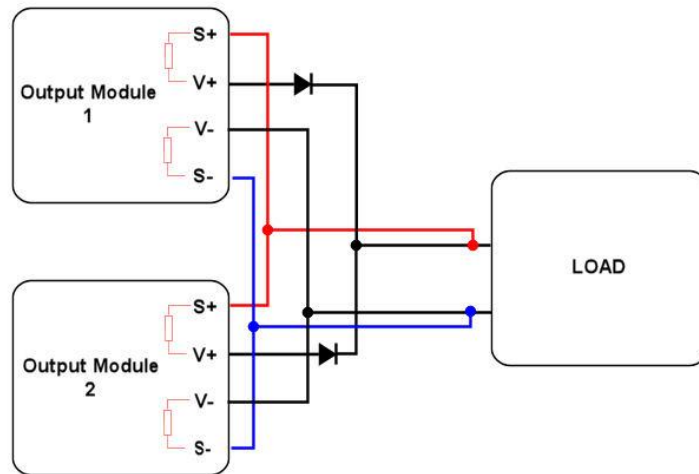 S+
V+
Output Module
1
V-
S-
LOAD
S+
V+
Output Module
2
V-
S-